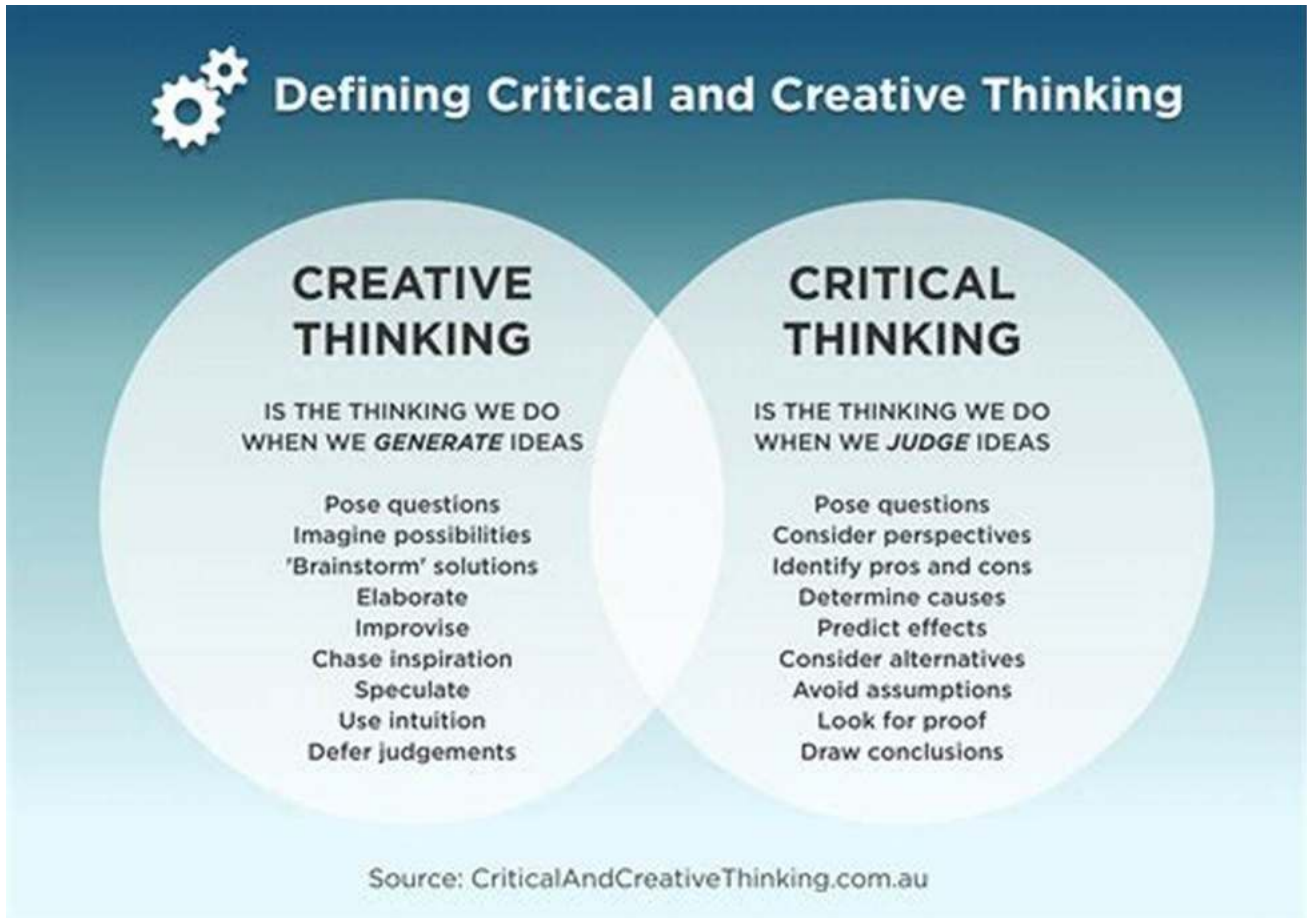 Defining Critical and Creative Thinking
CREATIVE
THINKING
IS THE THINKING WE DO
WHEN WE GENERATE IDEAS
Pose questions
Imagine possibilities
'Brainstorm' solutions
Elaborate
Improvise
Chase inspiration
Speculate
Use intuition
Defer judgements
CRITICAL
THINKING
IS THE THINKING WE DO
WHEN WE JUDGE IDEAS
Pose questions
Consider perspectives
Identify pros and cons
Determine causes
Predict effects
Consider alternatives
Avoid assumptions
Look for proof
Draw conclusions
Source: CriticalAndCreativeThinking.com.au